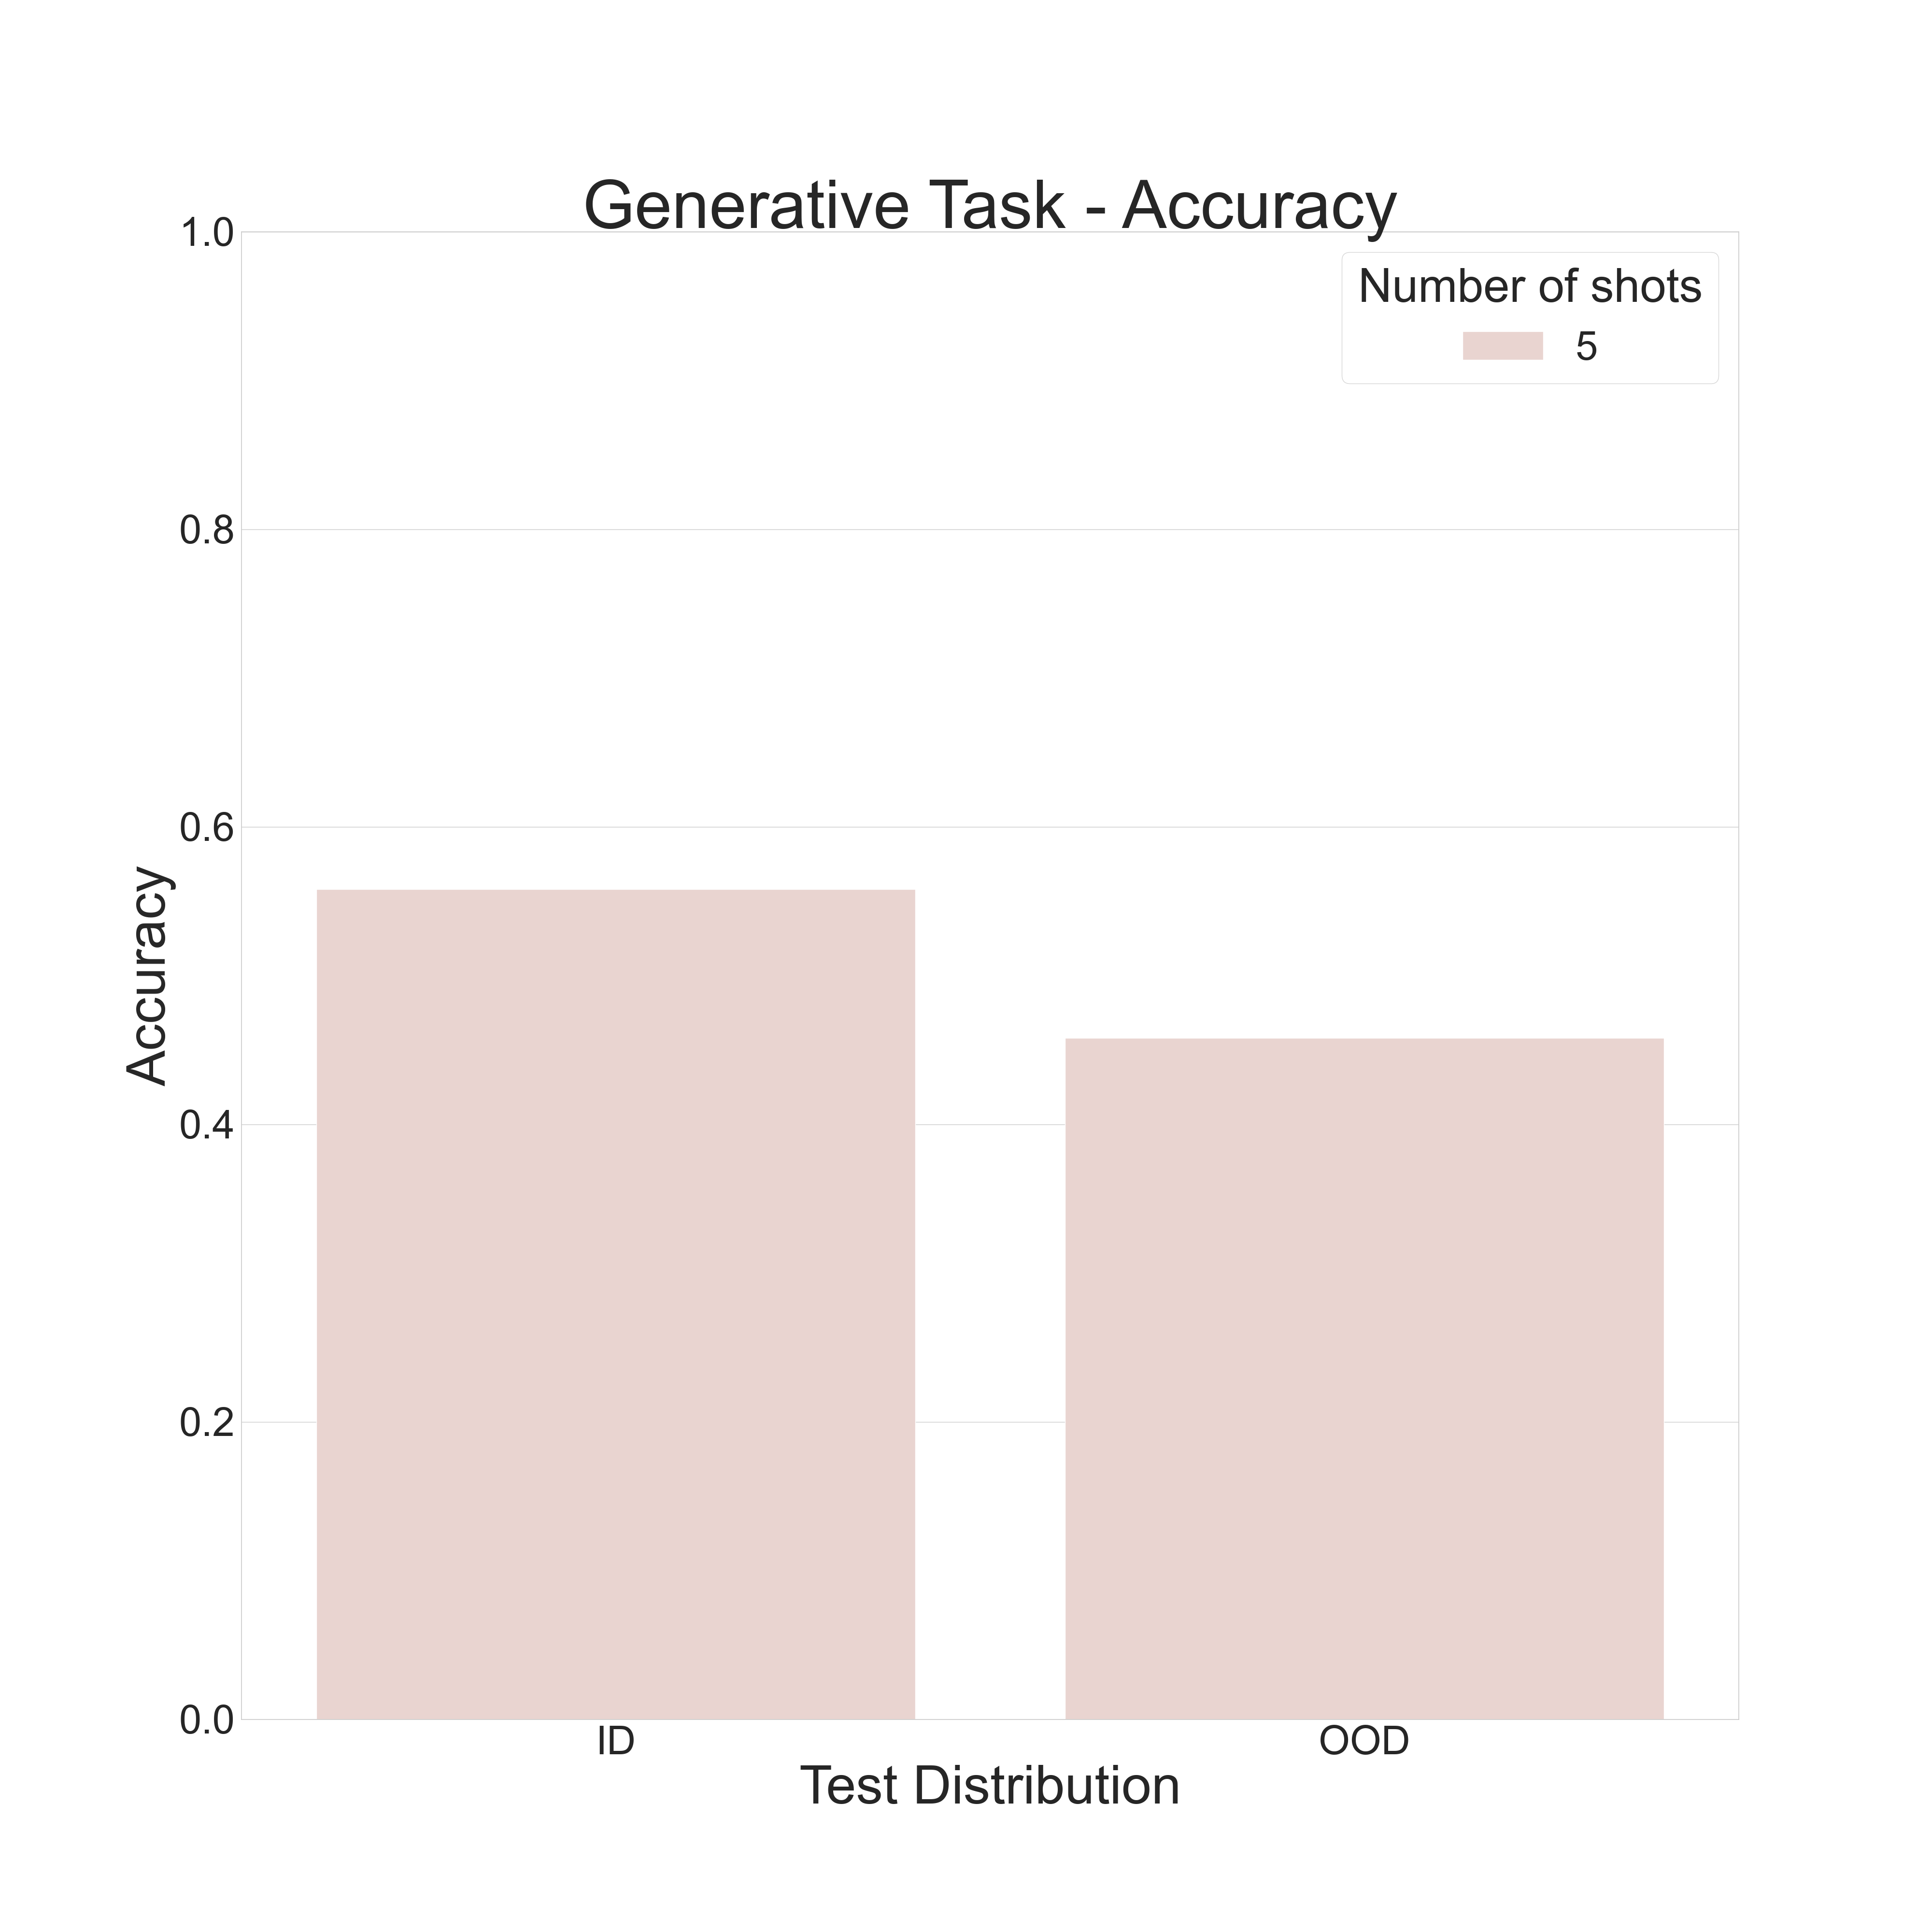 Generative Task - Accuracy
1.0
Number of shots
5
0.8
0.6
Accuracy
0.4
0.2
0.0
ID OOD
Test Distribution